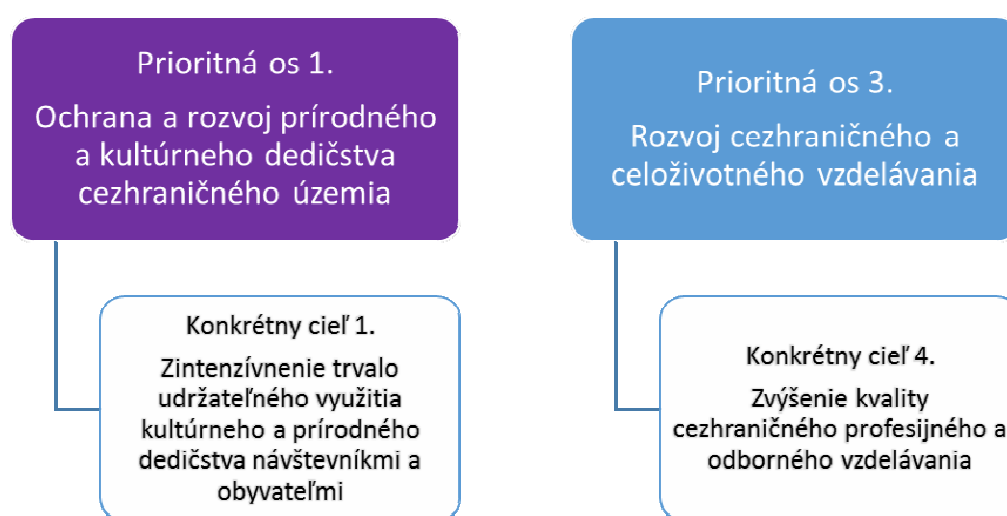 Prioritná os 1.
Ochrana a rozvoj prírodného
a kultúrneho dedičstva
cezhraničného územia
Konkrétny cieľ 1.
Zintenzívnenie trvalo
udržateľného využitia
kultúrneho a prírodného
dedičstva návštevníkmi a
obyvateľmi
Prioritná os 3.
Rozvoj cezhraničného a
celoživotného vzdelávania
Konkrétny cieľ 4.
Zvýšenie kvality
cezhraničného profesijného a
odborného vzdelávania